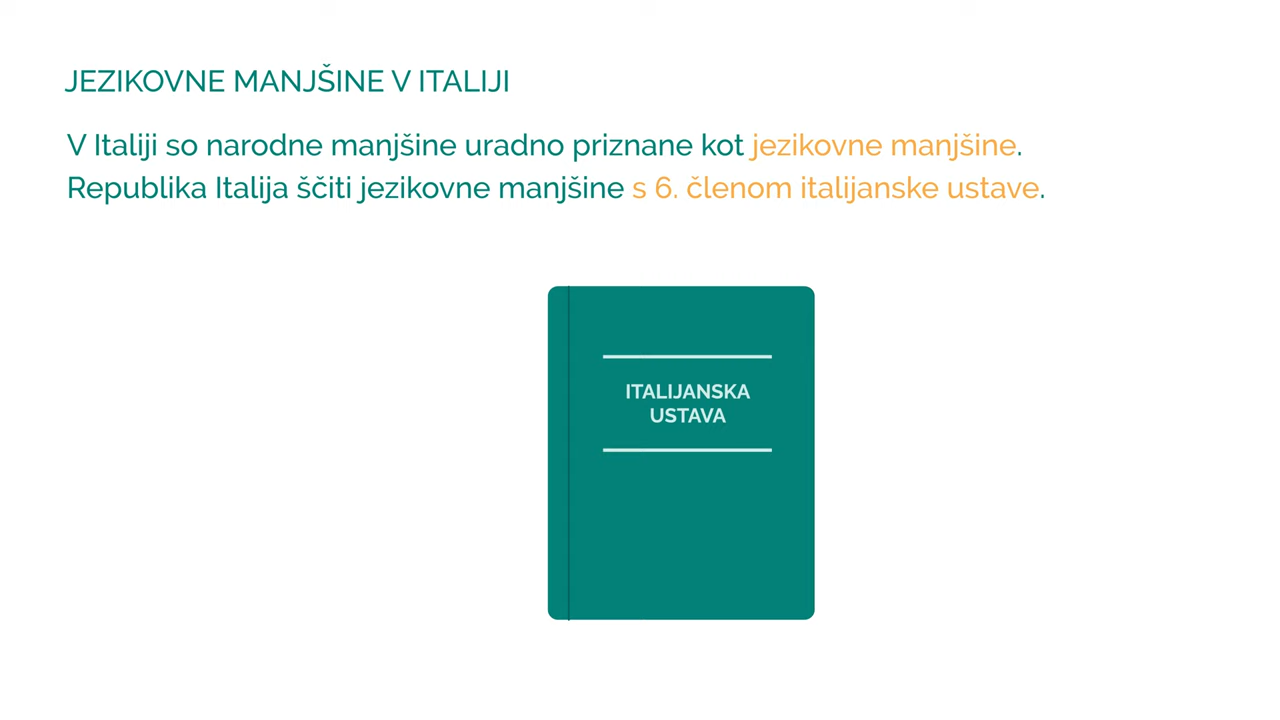 JEZIKOVNE MANJŠINE V ITALIJI
V Italiji so narodne manjšine uradno priznane kot jezikovne manjšine.
Republika Italija ščiti jezikovne manjšine s 6. členom italijanske ustave.
ITALIJANSKA
USTAVA